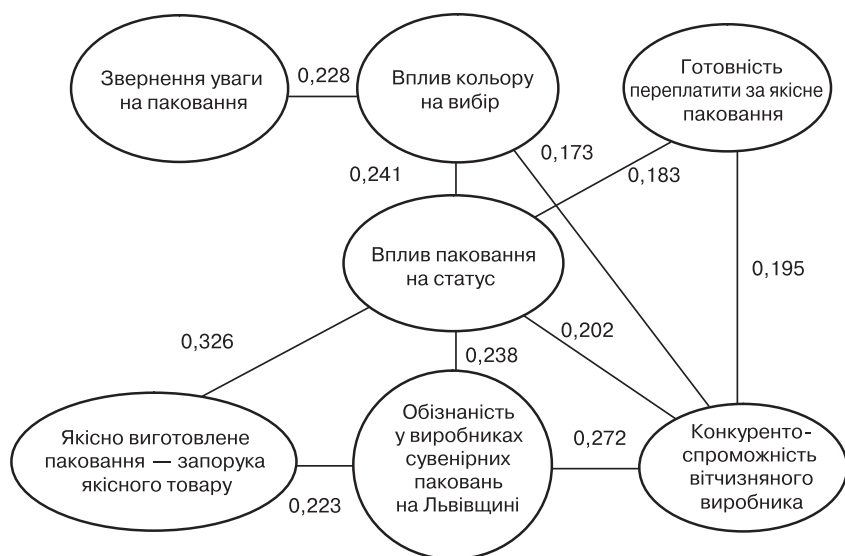 Звернення уваги
на паковання
0,228
Вплив кольору
на вибір
Готовність
переплатити за якісне
паковання
0,241
0,173
0,183
Вплив паковання
на статус
0,195
0,326
0,238
0,202
Якісно виготовлене
паковання — запорука
якісного товару
0,223
Обізнаність
у виробниках
сувенірних
паковань
на Львівщині
0,272
Конкуренто-
спроможність
вітчизняного
виробника